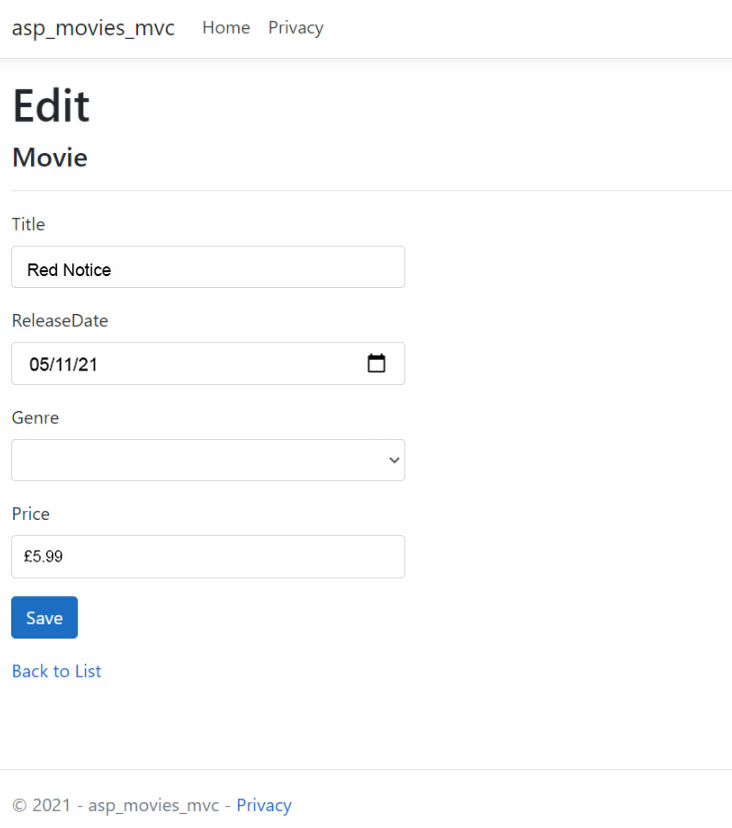 asp_movies_mvc Home Privacy
Edit
Movie
Title
Red Notice
ReleaseDate
05/11/21
Genre
Price
£5.99
Save
Back to List
© 2021 - asp_movies_mvc - Privacy